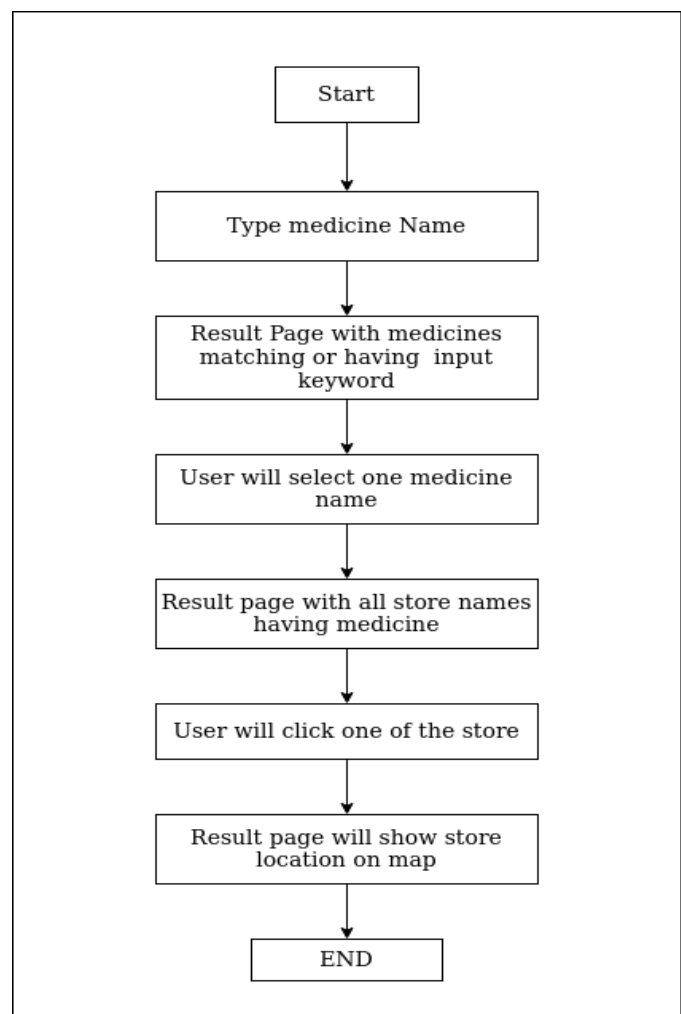 Start
Type medicine Name
Result Page with medicines
matching or having  input
keyword
User will select one medicine
name
Result page with all store names
having medicine
User will click one of the store
Result page will show store
location on map
END